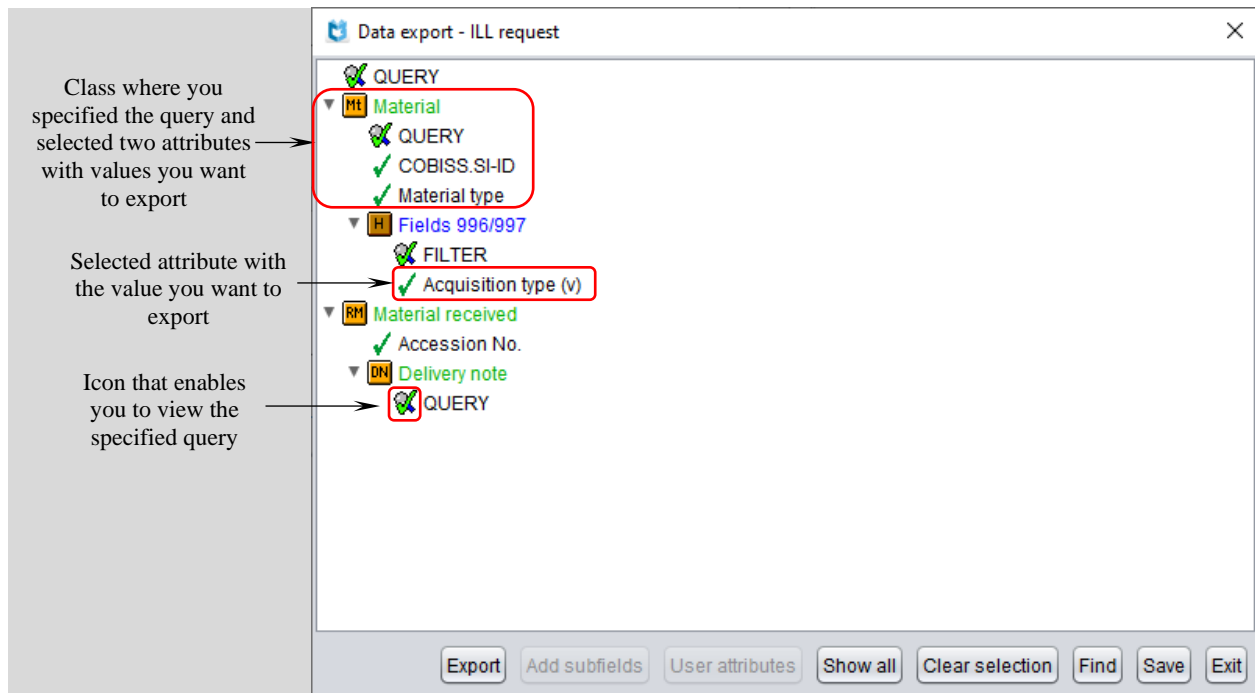 Data export - ILL request
Class where you
specified the query and
selected two attributes
with values you want
to export
Selected attribute with
the value you want to
export
Icon that enables
you to view the
specified query
QUERY
Mt Material
QUERY
COBISS.SI-ID
Material type
H Fields 996/997
FILTER
Acquisition type (v)
RM Material received
Accession No.
DN Delivery note
QUERY
Export Add subfields User attributes Show all Clear selection Find Save Exit